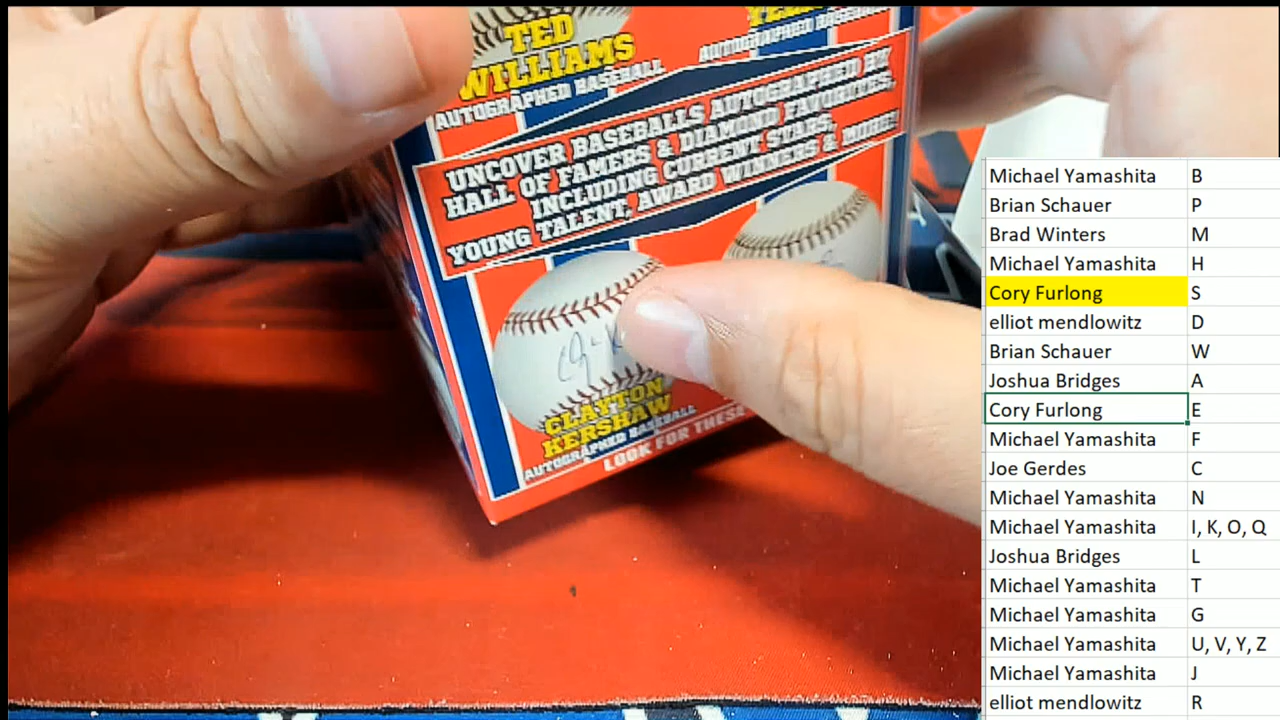 TED
WILLIAMS
AUTOGRAPHED BASEBALL
AUTOGRAPHED BASEBALL
UNCOVER BASEBALLS AUTOGRAPHED BY
HALL OF FAMERS & DIAMOND FAVORITES,
INCLUDING CURRENT STARS,
YOUNG TALENT, AWARD WINNERS & MORE!
CLAYTON
KERSHAW
AUTOGRAPHED BASEBALL
LOOK FOR THESE
Michael Yamashita B
Brian Schauer P
Brad Winters M
Michael Yamashita H
Cory Furlong S
elliot mendlowitz D
Brian Schauer W
Joshua Bridges A
Cory Furlong E
Michael Yamashita F
Joe Gerdes C
Michael Yamashita N
Michael Yamashita I, K, O, Q
Joshua Bridges L
Michael Yamashita T
Michael Yamashita G
Michael Yamashita U, V, Y, Z
Michael Yamashita J
elliot mendlowitz R